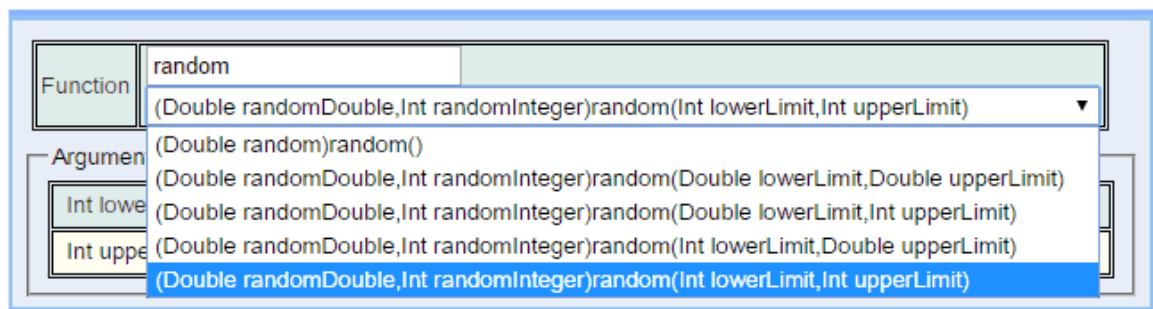 random
Function
(Double randomDouble,Int randomInteger)random(Int lowerLimit,Int upperLimit)
(Double random)random()
Argumen
(Double randomDouble,Int randomInteger)random(Double lowerLimit,Double upperLimit)
Int lowe
(Double randomDouble,Int randomInteger)random(Double lowerLimit,Int upperLimit)
Int uppe
(Double randomDouble,Int randomInteger)random(Int lowerLimit,Double upperLimit)
(Double randomDouble,Int randomInteger)random(Int lowerLimit,Int upperLimit)